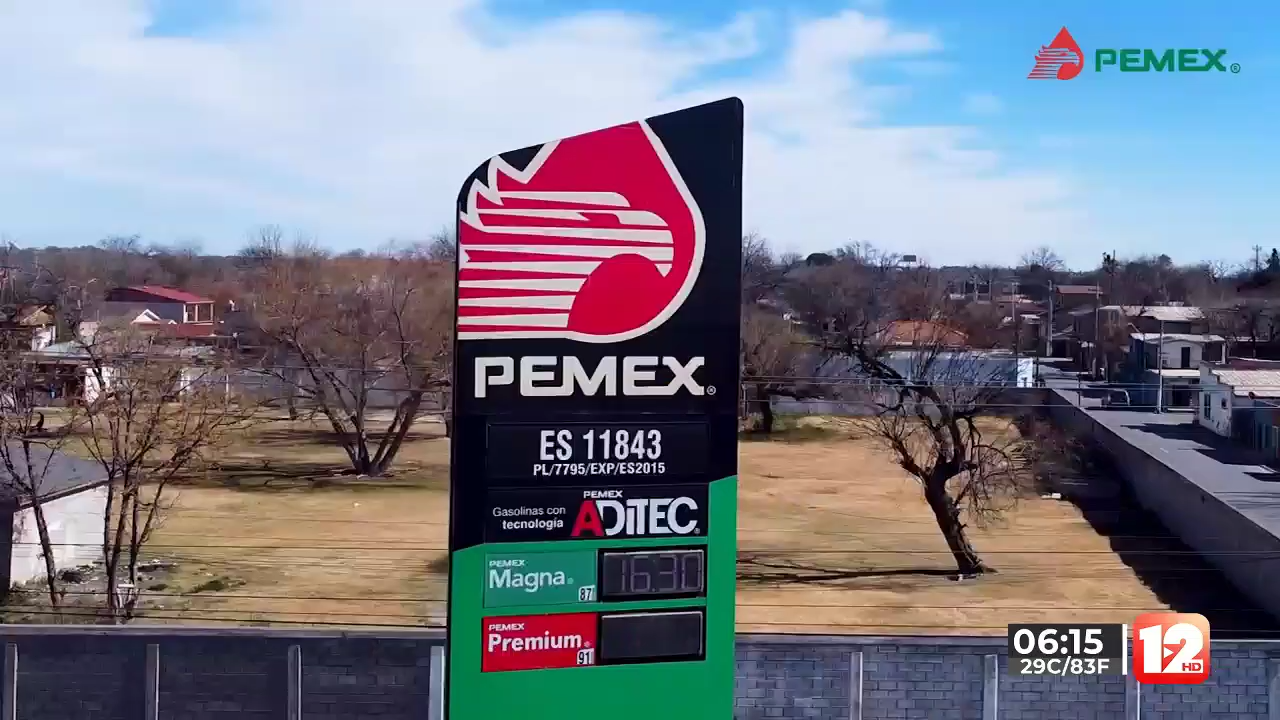 PEMEX®
PEMEX®
ES 11843
PL/7795/EXP/ES2015
Gasolinas con
tecnología
PEMEX
ADITEC®
PEMEX
Magna®
87
16.30
PEMEX
Premium®
91
06:15
29C/83F
12
HD